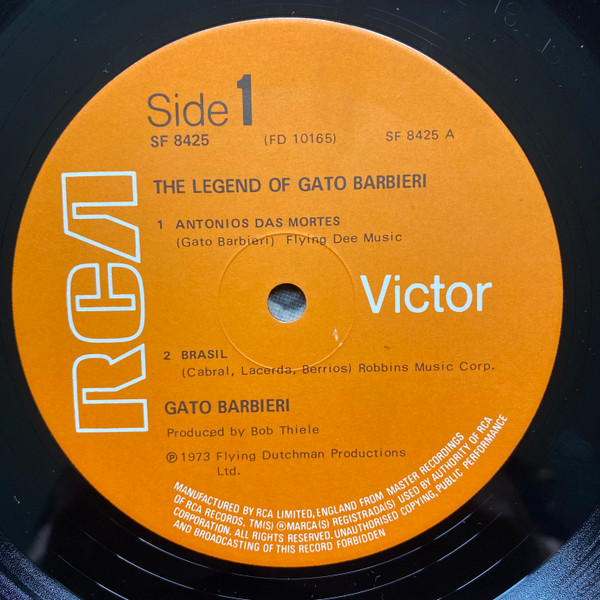 Side 1
SF 8425 (FD 10165) SF 8425 A
THE LEGEND OF GATO BARBIERI
1 ANTONIOS DAS MORTES
(Gato Barbieri) Flying Dee Music
RCA
Victor
2 BRASIL
(Cabral, Lacerda, Berrios) Robbins Music Corp.
GATO BARBIERI
Produced by Bob Thiele
℗ 1973 Flying Dutchman Productions
Ltd.
MANUFACTURED BY RCA LIMITED, ENGLAND FROM MASTER RECORDINGS
OF RCA RECORDS. TM(S) ® MARCA(S) REGISTRADA(S) USED BY AUTHORITY OF RCA
CORPORATION. ALL RIGHTS RESERVED. UNAUTHORISED COPYING, PUBLIC PERFORMANCE
AND BROADCASTING OF THIS RECORD FORBIDDEN